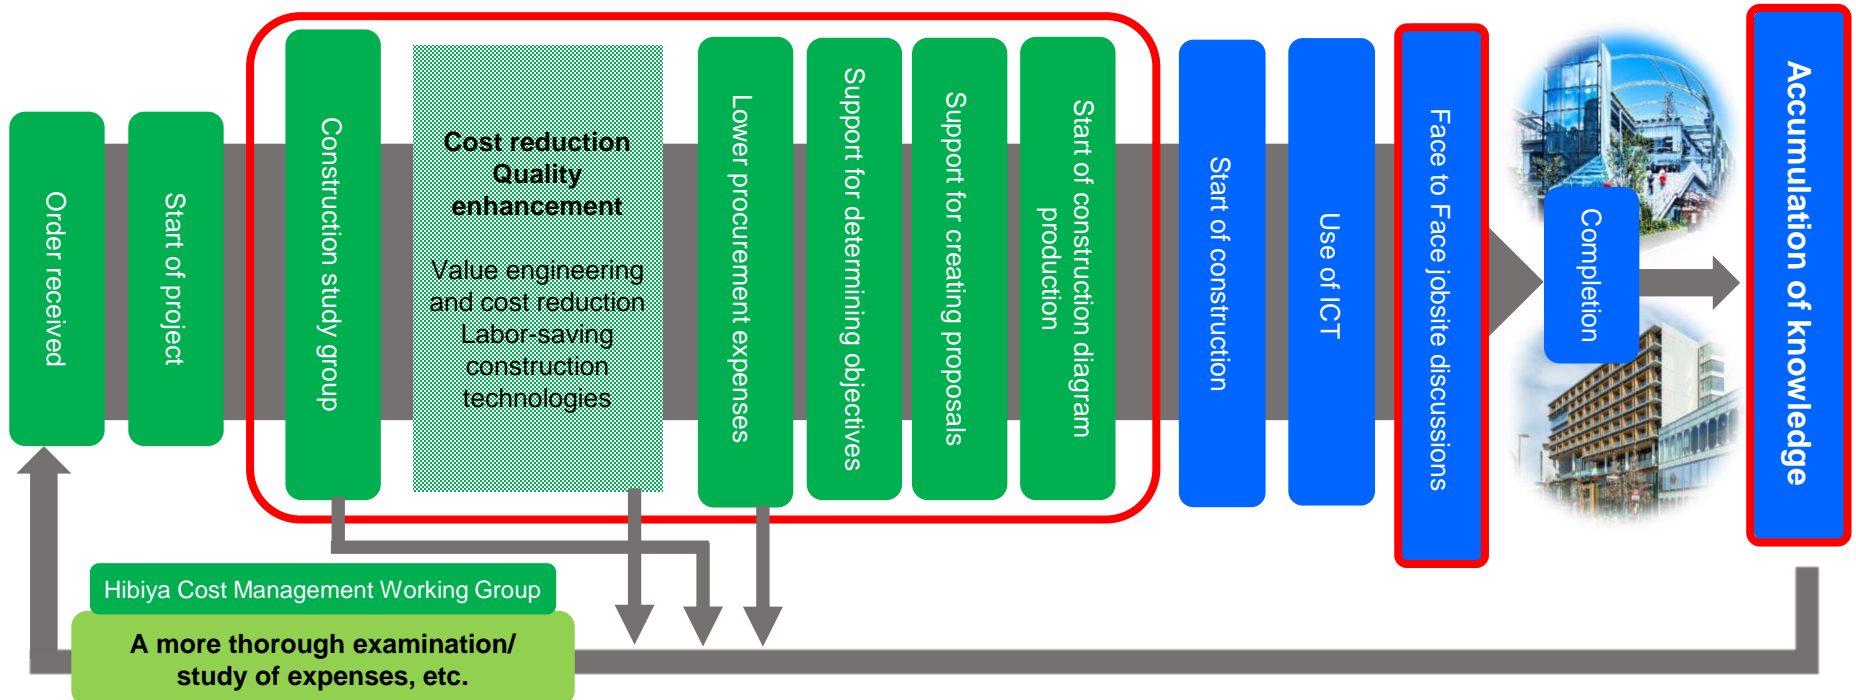 Order received
Start of project
Construction study group
Cost reduction
Quality
enhancement
Value engineering
and cost reduction
Labor-saving
construction
technologies
Lower procurement expenses
Support for determining objectives
Support for creating proposals
Start of construction diagram
production
Start of construction
Use of ICT
Face to Face jobsite discussions
Completion
Accumulation of knowledge
Hibiya Cost Management Working Group
A more thorough examination/
study of expenses, etc.